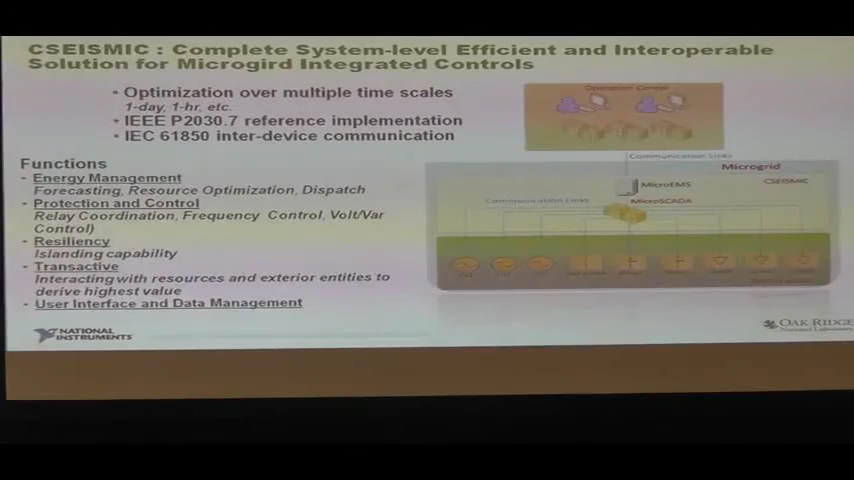 CSEISMIC : Complete System-level Efficient and Interoperable
Solution for Microgird Integrated Controls
• Optimization over multiple time scales
1-day, 1-hr, etc.
• IEEE P2030.7 reference implementation
• IEC 61850 inter-device communication
Functions
- Energy Management
Forecasting, Resource Optimization, Dispatch
- Protection and Control
Relay Coordination, Frequency Control, Volt/Var
Control)
- Resiliency
Islanding capability
- Transactive
Interacting with resources and exterior entities to
derive highest value
- User Interface and Data Management
Operation Center
Communication Links
Microgrid
CSEISMIC
MicroEMS
Communication Links
MicroSCADA
NATIONAL
INSTRUMENTS
OAK RIDGE
National Laboratory